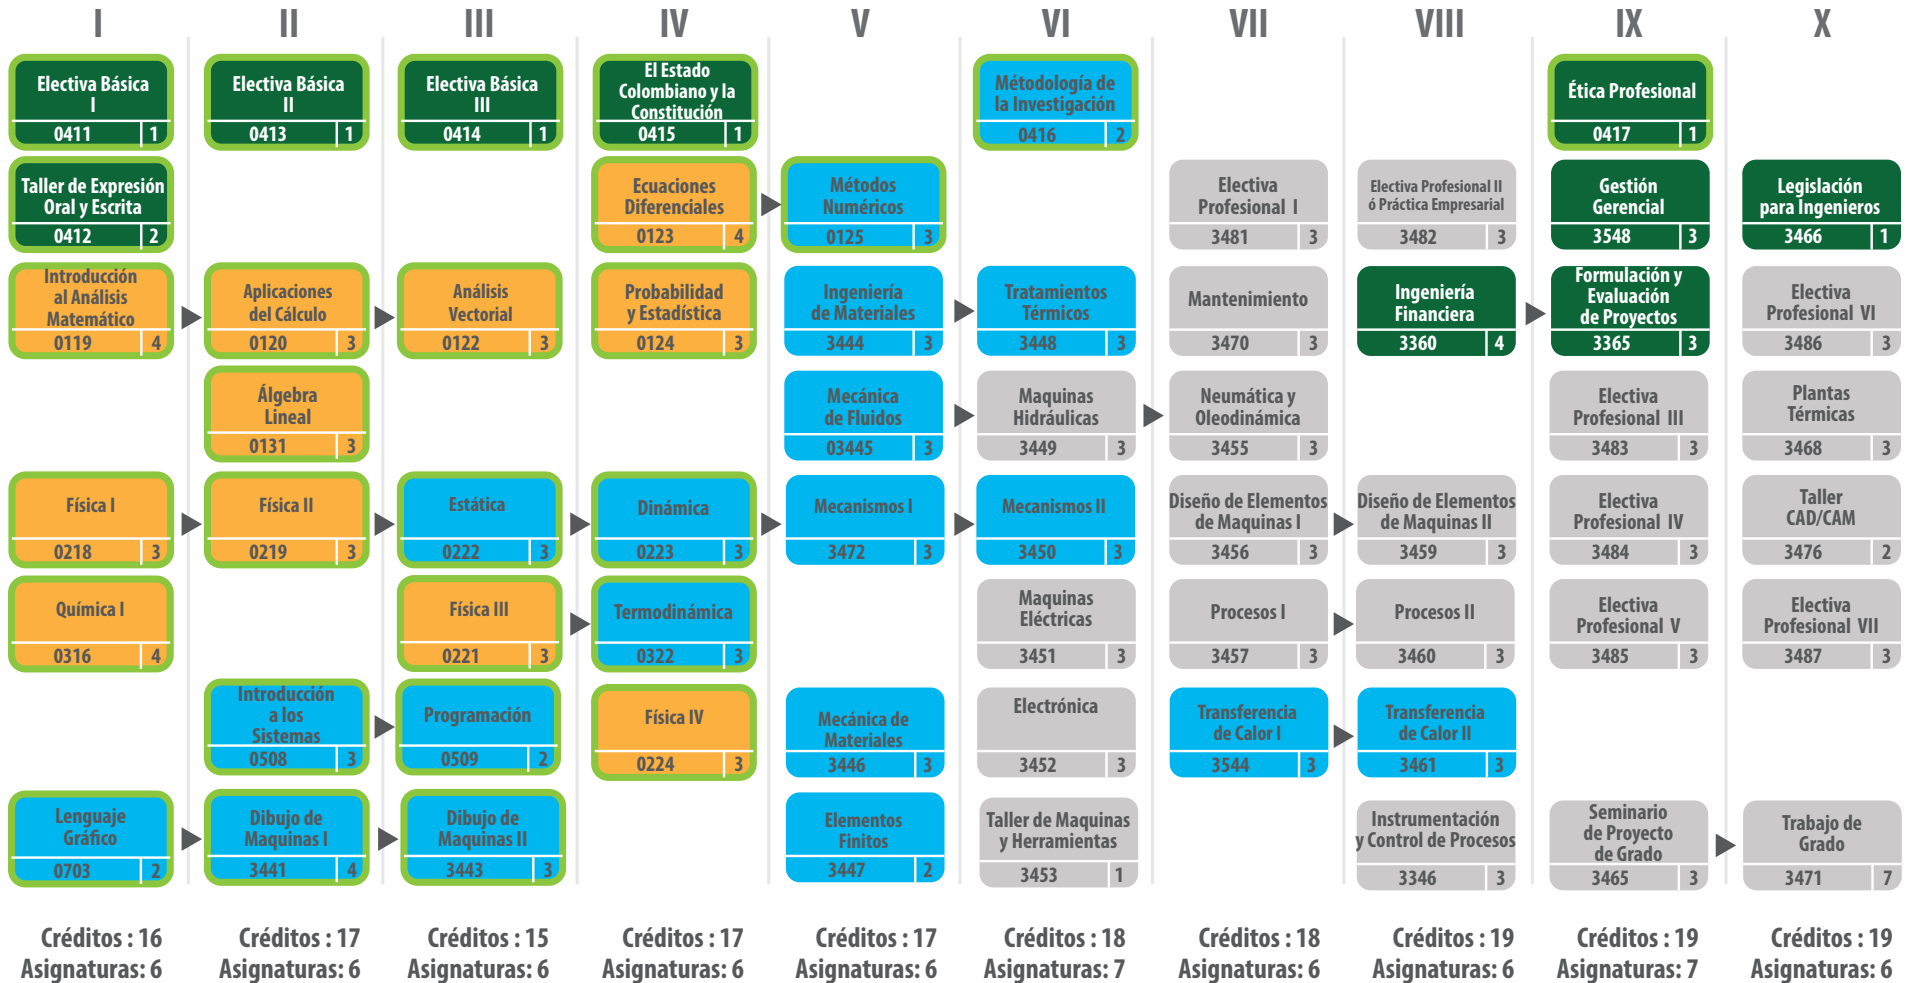 I II III IV V VI VII VIII IX X
Electiva Básica
I
0411 1
Electiva Básica
II
0413 1
Electiva Básica
III
0414 1
El Estado
Colombiano y la
Constitución
0415 1
Métodología de
la Investigación
0416 2
Ética Profesional
0417 1
Taller de Expresión
Oral y Escrita
0412 2
Ecuaciones
Diferenciales
0123 4
Métodos
Numéricos
0125 3
Electiva
Profesional I
3481 3
Electiva Profesional II
ó Práctica Empresarial
3482 3
Gestión
Gerencial
3548 3
Legislación
para Ingenieros
3466 1
Introducción
al Análisis
Matemático
0119 4
Aplicaciones
del Cálculo
0120 3
Análisis
Vectorial
0122 3
Probabilidad
y Estadística
0124 3
Ingeniería
de Materiales
3444 3
Tratamientos
Térmicos
3448 3
Mantenimiento
3470 3
Ingeniería
Financiera
3360 4
Formulación y
Evaluación
de Proyectos
3365 3
Electiva
Profesional VI
3486 3
Álgebra
Lineal
0131 3
Mecánica
de Fluidos
03445 3
Maquinas
Hidráulicas
3449 3
Neumática y
Oleodinámica
3455 3
Electiva
Profesional III
3483 3
Plantas
Térmicas
3468 3
Física I
0218 3
Física II
0219 3
Estática
0222 3
Dinámica
0223 3
Mecanismos I
3472 3
Mecanismos II
3450 3
Diseño de Elementos
de Maquinas I
3456 3
Diseño de Elementos
de Maquinas II
3459 3
Electiva
Profesional IV
3484 3
Taller
CAD/CAM
3476 2
Química I
0316 4
Física III
0221 3
Termodinámica
0322 3
Maquinas
Eléctricas
3451 3
Procesos I
3457 3
Procesos II
3460 3
Electiva
Profesional V
3485 3
Electiva
Profesional VII
3487 3
Introducción
a los
Sistemas
0508 3
Programación
0509 2
Física IV
0224 3
Mecánica de
Materiales
3446 3
Electrónica
3452 3
Transferencia
de Calor I
3544 3
Transferencia
de Calor II
3461 3
Lenguaje
Gráfico
0703 2
Dibujo de
Maquinas I
3441 4
Dibujo de
Maquinas II
3443 3
Elementos
Finitos
3447 2
Taller de Maquinas
y Herramientas
3453 1
Instrumentación
y Control de Procesos
3346 3
Seminario
de Proyecto
de Grado
3465 3
Trabajo de
Grado
3471 7
Créditos : 16
Asignaturas: 6
Créditos : 17
Asignaturas: 6
Créditos : 15
Asignaturas: 6
Créditos : 17
Asignaturas: 6
Créditos : 17
Asignaturas: 6
Créditos : 18
Asignaturas: 7
Créditos : 18
Asignaturas: 6
Créditos : 19
Asignaturas: 6
Créditos : 19
Asignaturas: 7
Créditos : 19
Asignaturas: 6